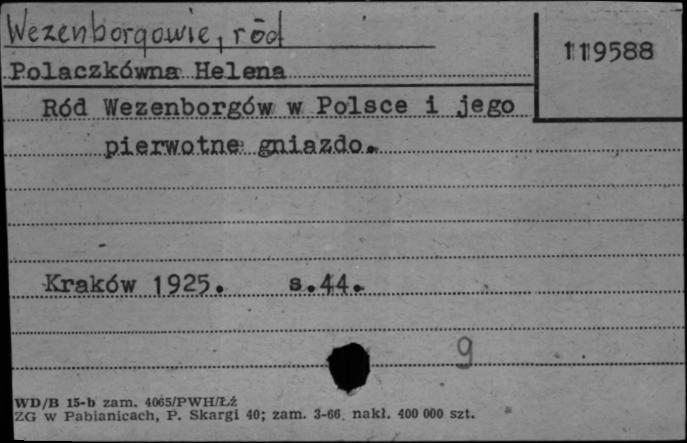 Wezenborgowie, ród
119588
Polaczkówna Helena
Ród Wezenborgów w Polsce i jego
pierwotne gniazdo.
Kraków 1925. s.44.
9
WD/B 15-b zam. 4065/PWH/Łź
ZG w Pabianicach, P. Skargi 40; zam. 3-66. nakł. 400 000 szt.